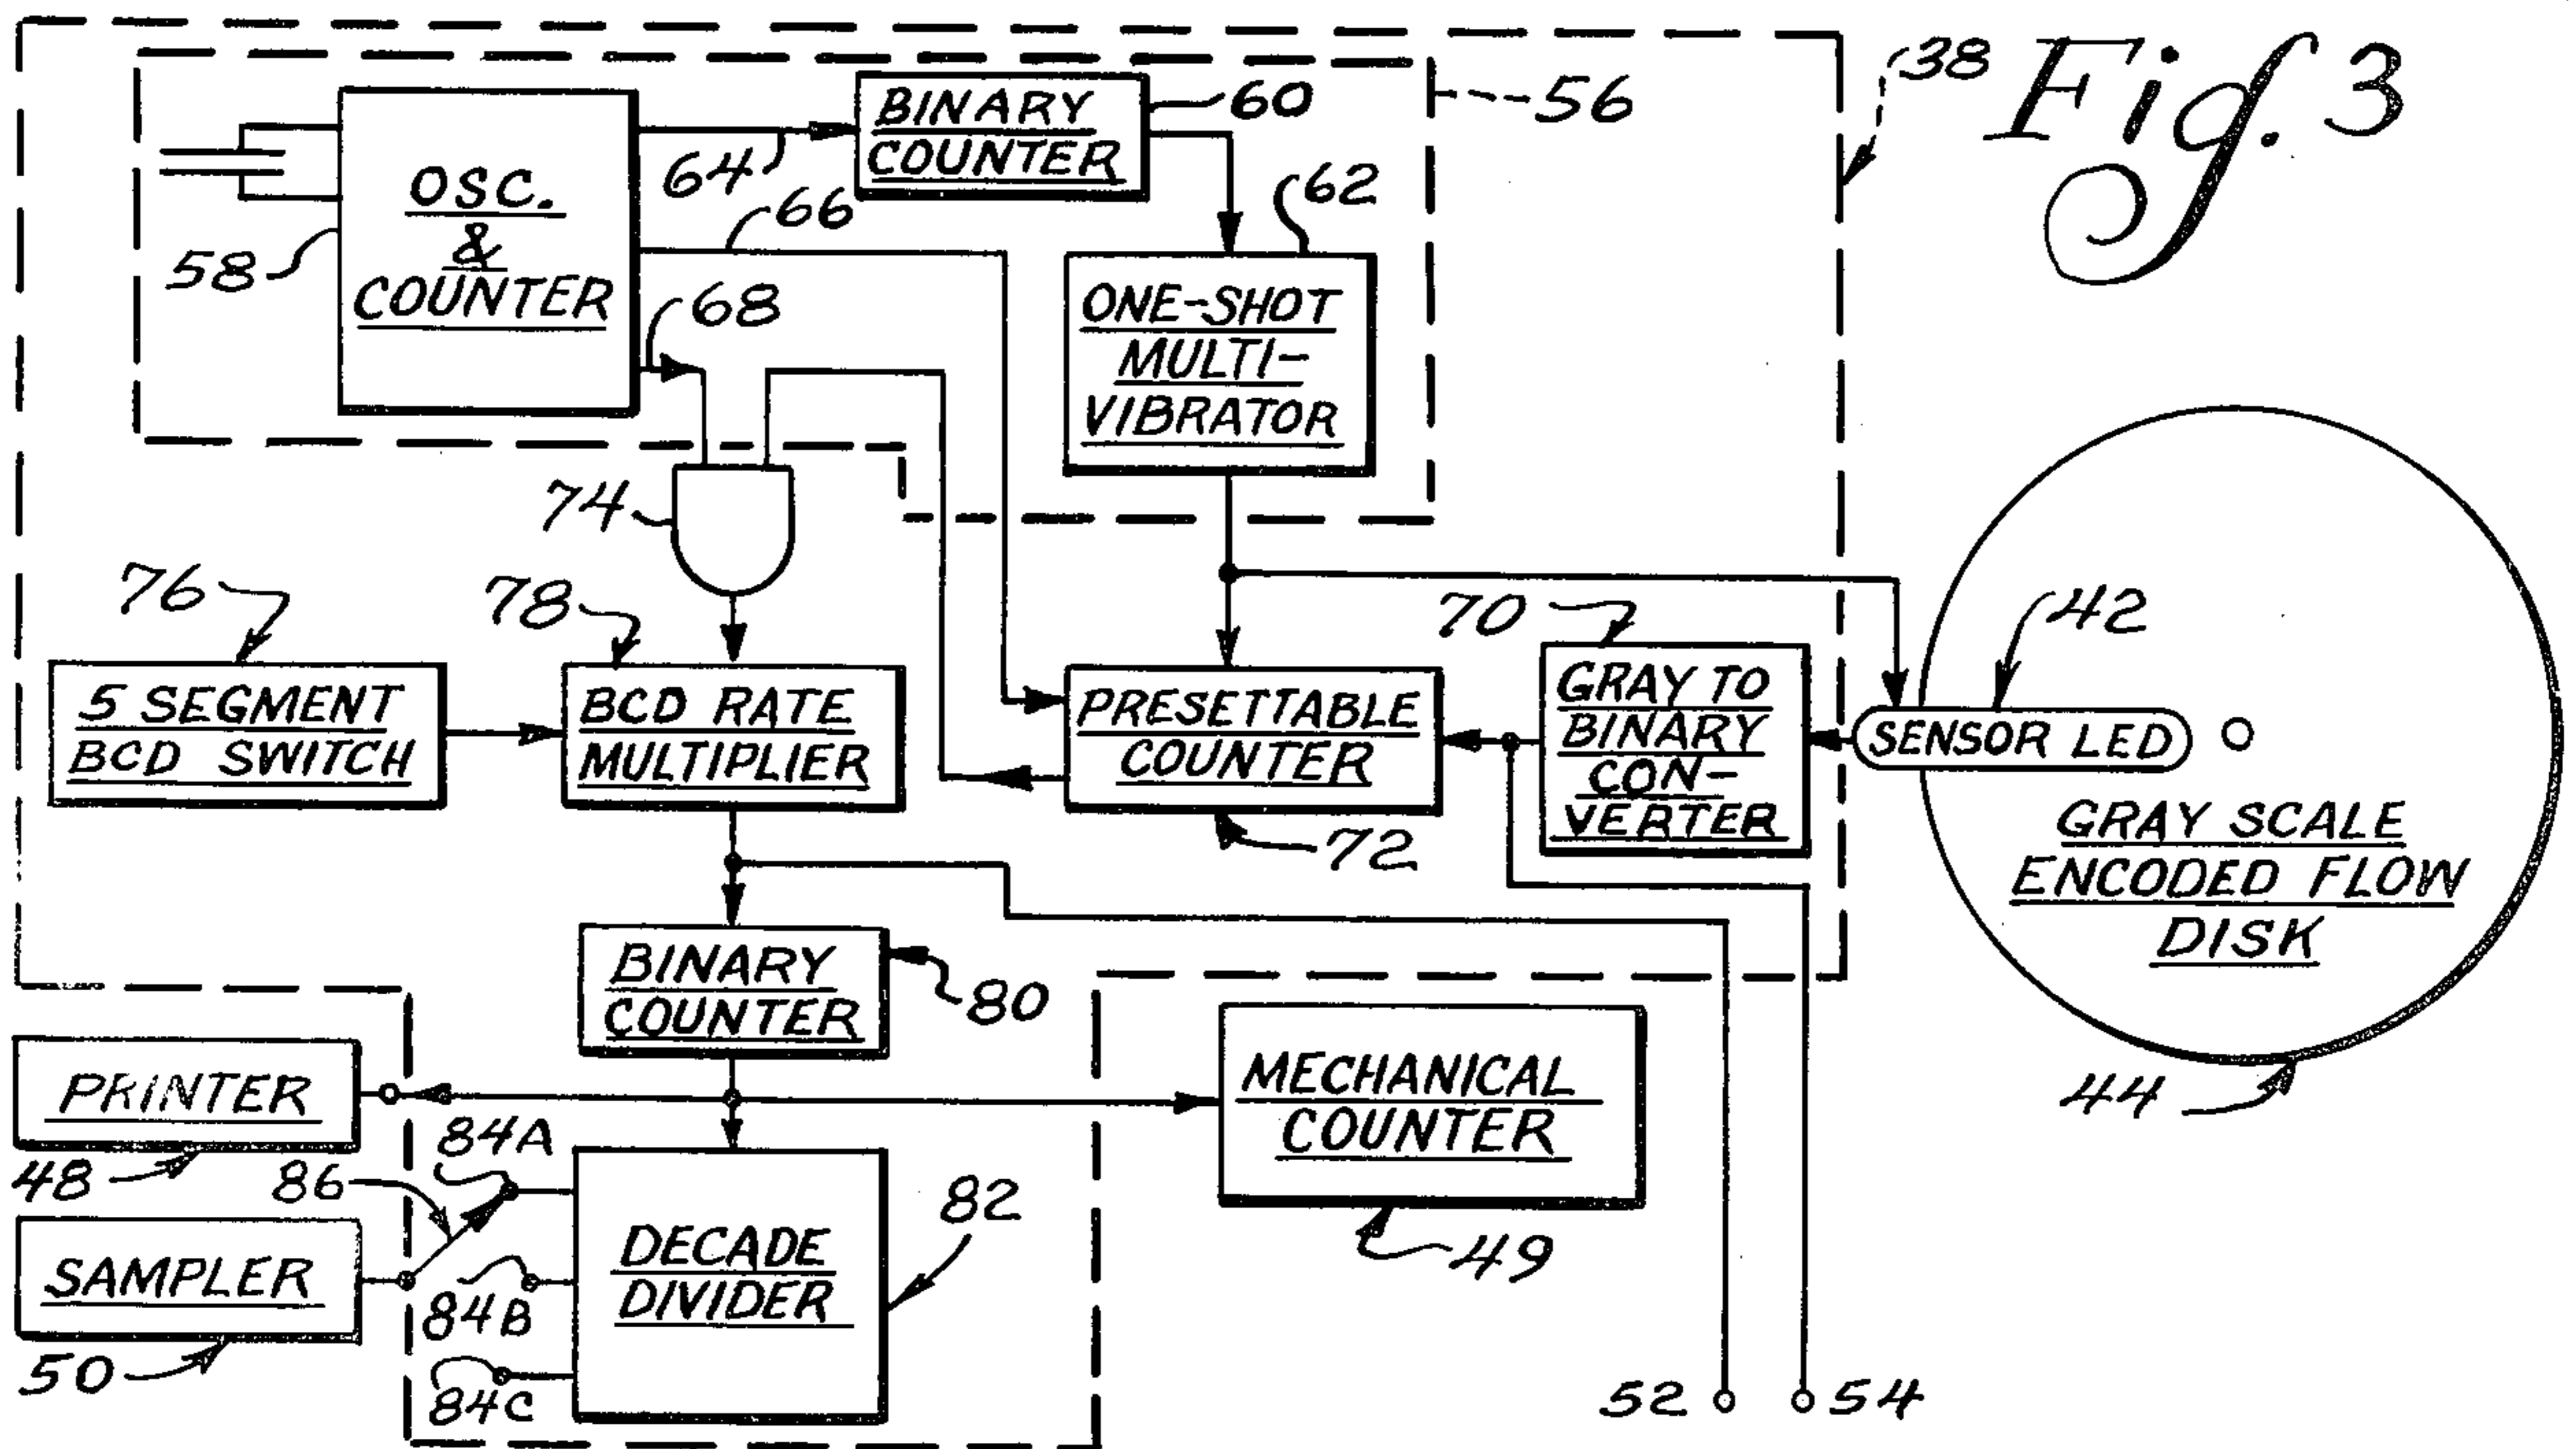 Fig. 3
38
56
BINARY
COUNTER
60
OSC.
&
COUNTER
58
64
66
68
62
ONE-SHOT
MULTI-
VIBRATOR
74
76
78
70
42
5 SEGMENT
BCD SWITCH
BCD RATE
MULTIPLIER
PRESETTABLE
COUNTER
72
GRAY TO
BINARY
CON-
VERTER
SENSOR LED
GRAY SCALE
ENCODED FLOW
DISK
44
BINARY
COUNTER
80
PRINTER
48
MECHANICAL
COUNTER
49
84A
86
SAMPLER
50
84B
84C
DECADE
DIVIDER
82
52
54